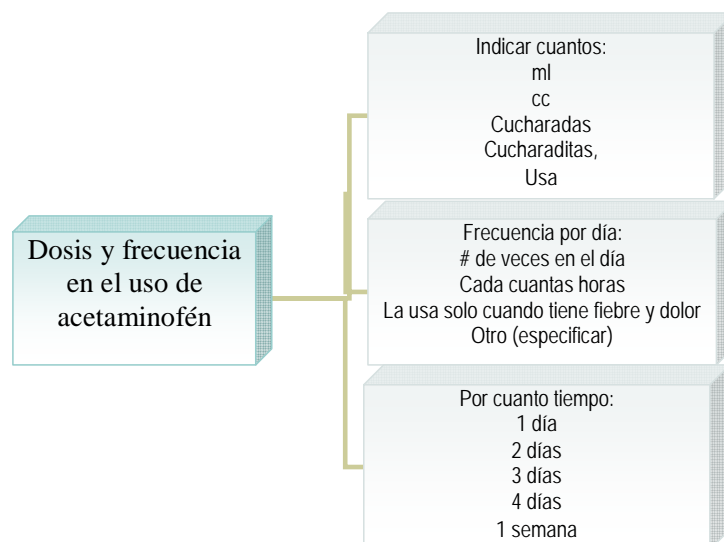 Dosis y frecuencia
en el uso de
acetaminofén
Indicar cuantos:
ml
cc
Cucharadas
Cucharaditas,
Usa
Frecuencia por día:
# de veces en el día
Cada cuantas horas
La usa solo cuando tiene fiebre y dolor
Otro (especificar)
Por cuanto tiempo:
1 día
2 días
3 días
4 días
1 semana